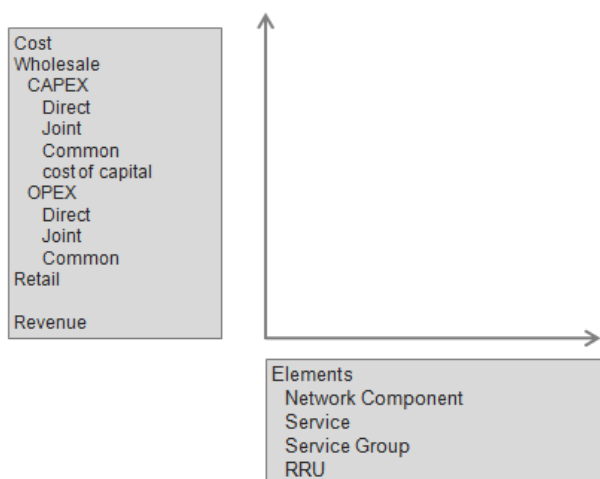 Cost
Wholesale
CAPEX
Direct
Joint
Common
cost of capital
OPEX
Direct
Joint
Common
Retail
Revenue
Elements
Network Component
Service
Service Group
RRU